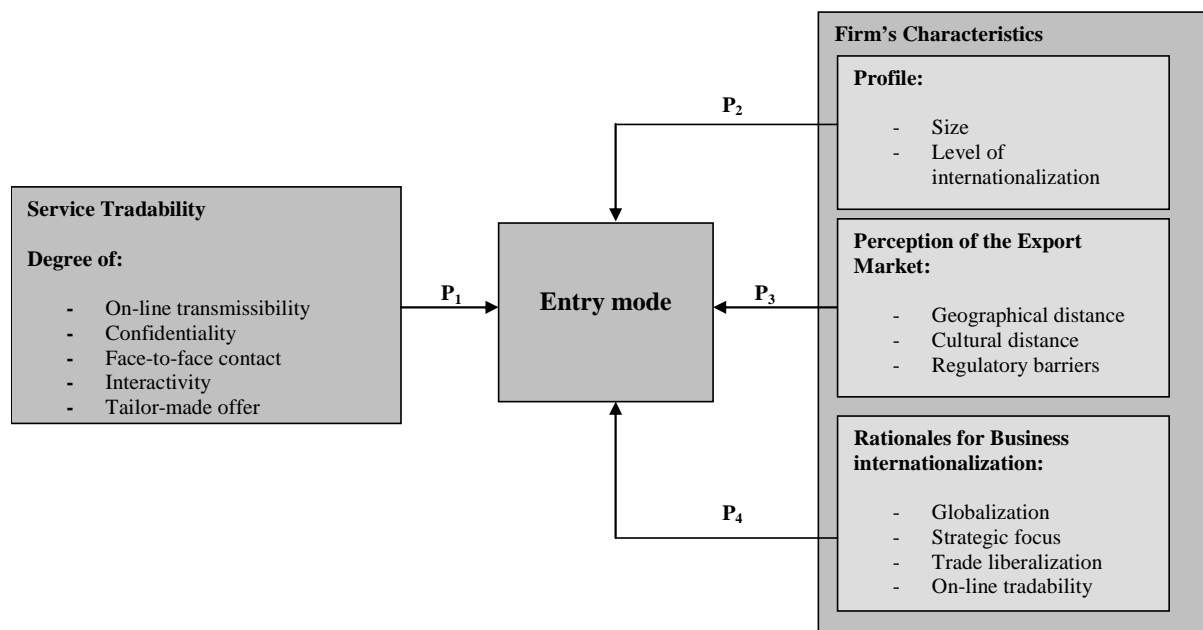 Service Tradability
Degree of:
- On-line transmissibility
- Confidentiality
- Face-to-face contact
- Interactivity
- Tailor-made offer
P1
Entry mode
P2
P3
P4
Firm's Characteristics
Profile:
- Size
- Level of
internationalization
Perception of the Export
Market:
- Geographical distance
- Cultural distance
- Regulatory barriers
Rationales for Business
internationalization:
- Globalization
- Strategic focus
- Trade liberalization
- On-line tradability